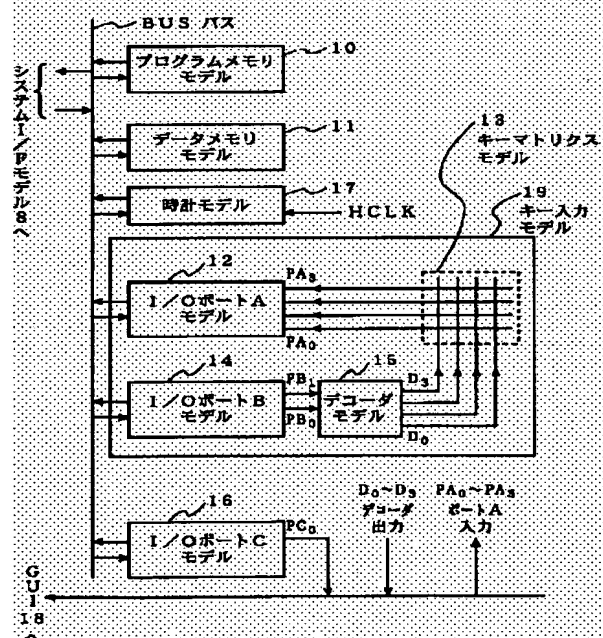 BUS バス
10
プログラムメモリ
モデル
システムI/Fモデル8へ
11
データメモリ
モデル
13
キーマトリクス
モデル
17
時計モデル
HCLK
19
キー入力
モデル
12
I/OポートA
モデル
PA₃
PA₀
14
I/OポートB
モデル
PB₁
PB₀
15
デコーダ
モデル
D₃
D₀
16
I/OポートC
モデル
PC₀
D₀~D₃
デコーダ
出力
PA₀~PA₃
ポートA
入力
GUI18へ